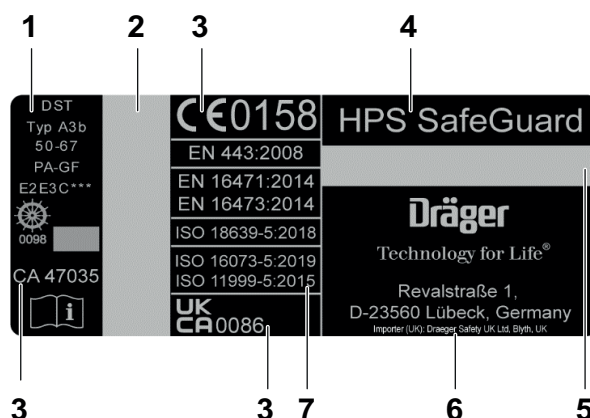 1
2
3
4
DST
Typ A3b
50-67
PA-GF
E2E3C***
0098
CA 47035
i
CE0158
EN 443:2008
EN 16471:2014
EN 16473:2014
ISO 18639-5:2018
ISO 16073-5:2019
ISO 11999-5:2015
UK
CA0086
HPS SafeGuard
Dräger
Technology for Life®
Revalstraße 1,
D-23560 Lübeck, Germany
Importer (UK): Draeger Safety UK Ltd, Blyth, UK
3
3
7
6
5